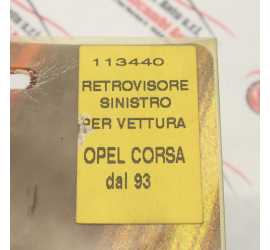 113440
RETROVISORE
SINISTRO
PER VETTURA
OPEL CORSA
dal 93